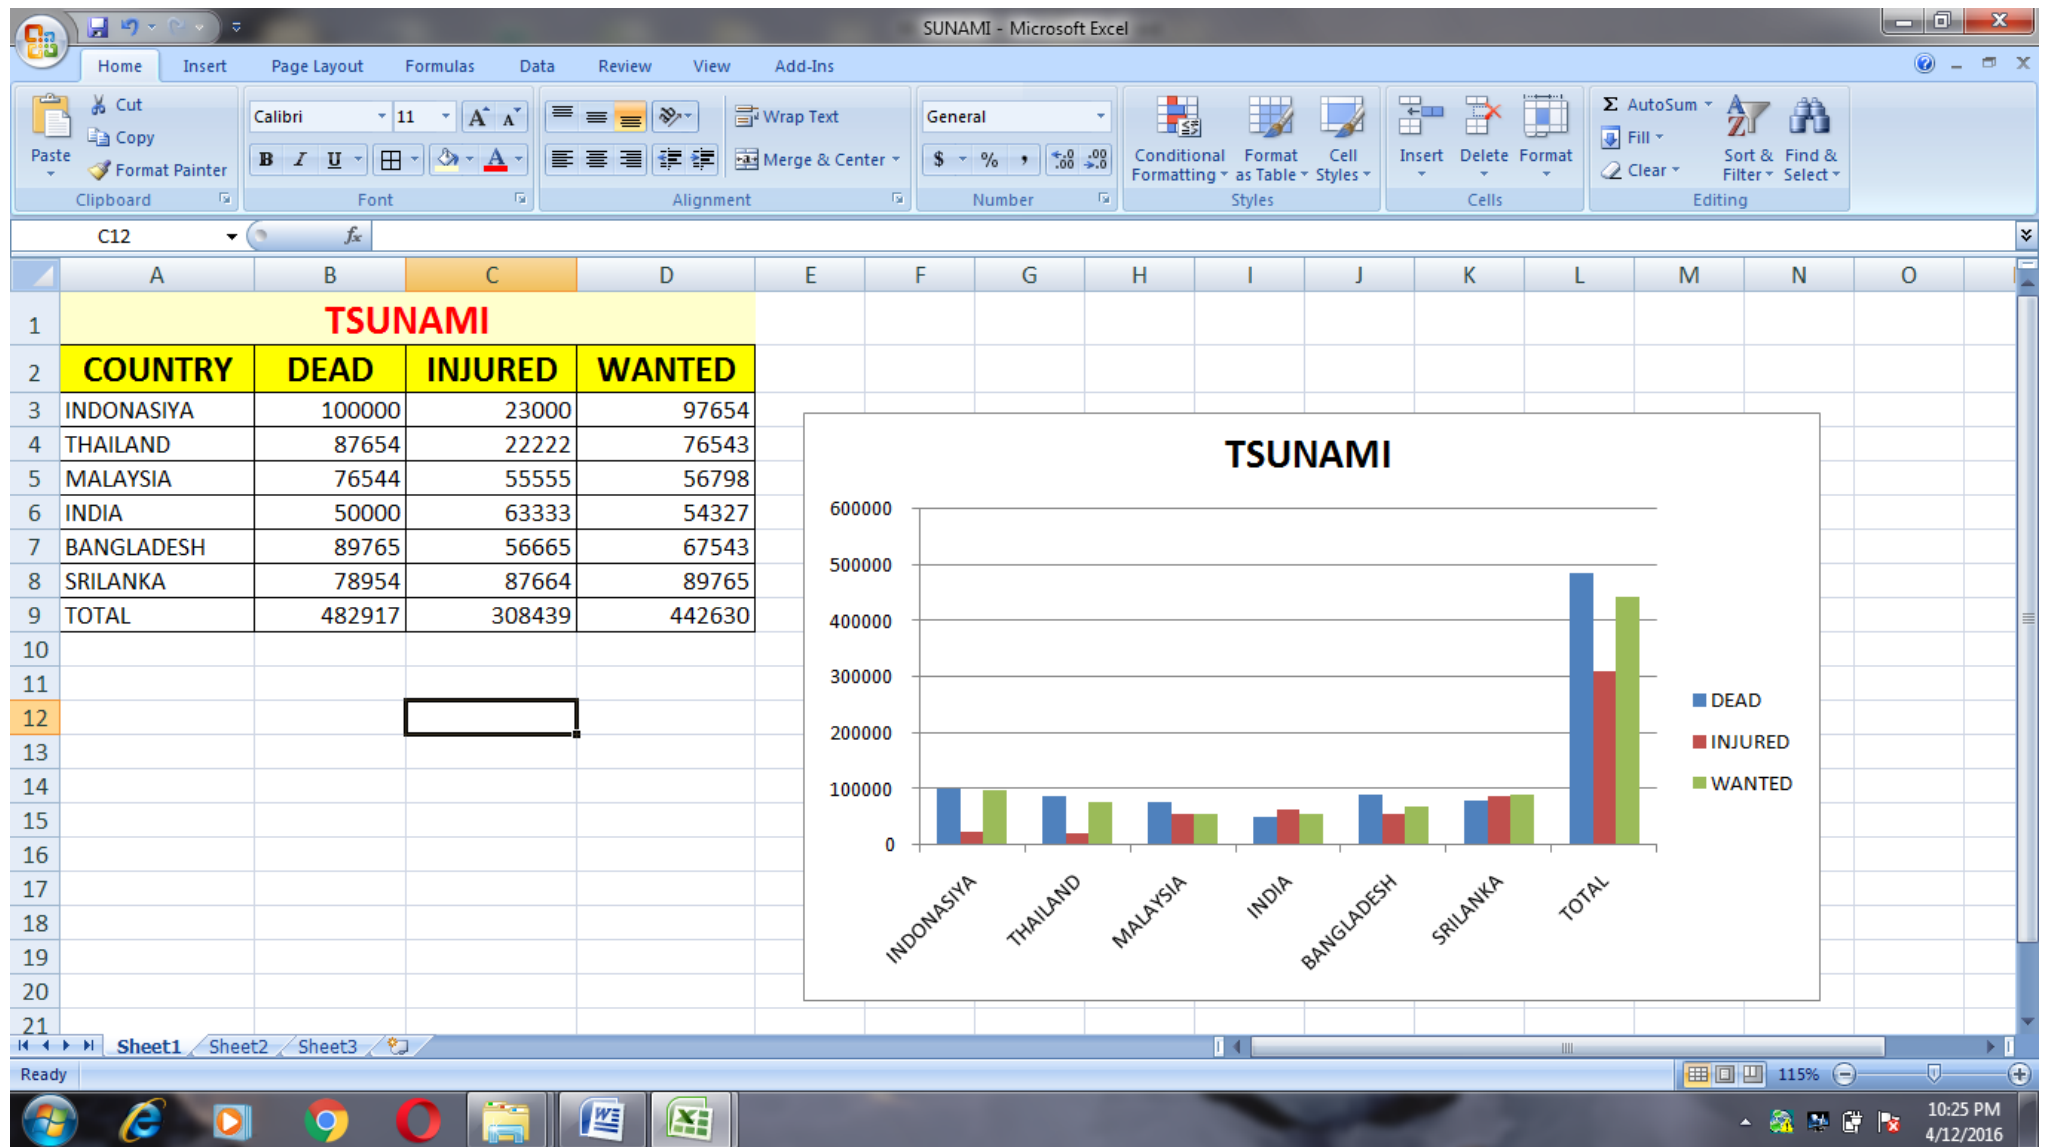 SUNAMI - Microsoft Excel
Home Insert Page Layout Formulas Data Review View Add-Ins
Paste
Cut
Copy
Format Painter
Clipboard
Calibri 11 A A
B I U A
Font
Wrap Text
Merge & Center
Alignment
General
$ % , .0 .00 .00 .0
Number
Conditional Formatting
Format as Table
Cell Styles
Styles
Insert Delete Format
Cells
Σ AutoSum
Fill
Clear
Sort & Filter
Find & Select
Editing
C12 fx
A B C D E F G H I J K L M N O
1 TSUNAMI
2 COUNTRY DEAD INJURED WANTED
3 INDONASIYA 100000 23000 97654
4 THAILAND 87654 22222 76543
5 MALAYSIA 76544 55555 56798
6 INDIA 50000 63333 54327
7 BANGLADESH 89765 56665 67543
8 SRILANKA 78954 87664 89765
9 TOTAL 482917 308439 442630
10
11
12
13
14
15
16
17
18
19
20
21
TSUNAMI
600000
500000
400000
300000
200000
100000
0
INDONASIYA THAILAND MALAYSIA INDIA BANGLADESH SRILANKA TOTAL
DEAD
INJURED
WANTED
Sheet1 Sheet2 Sheet3
Ready 115%
10:25 PM
4/12/2016